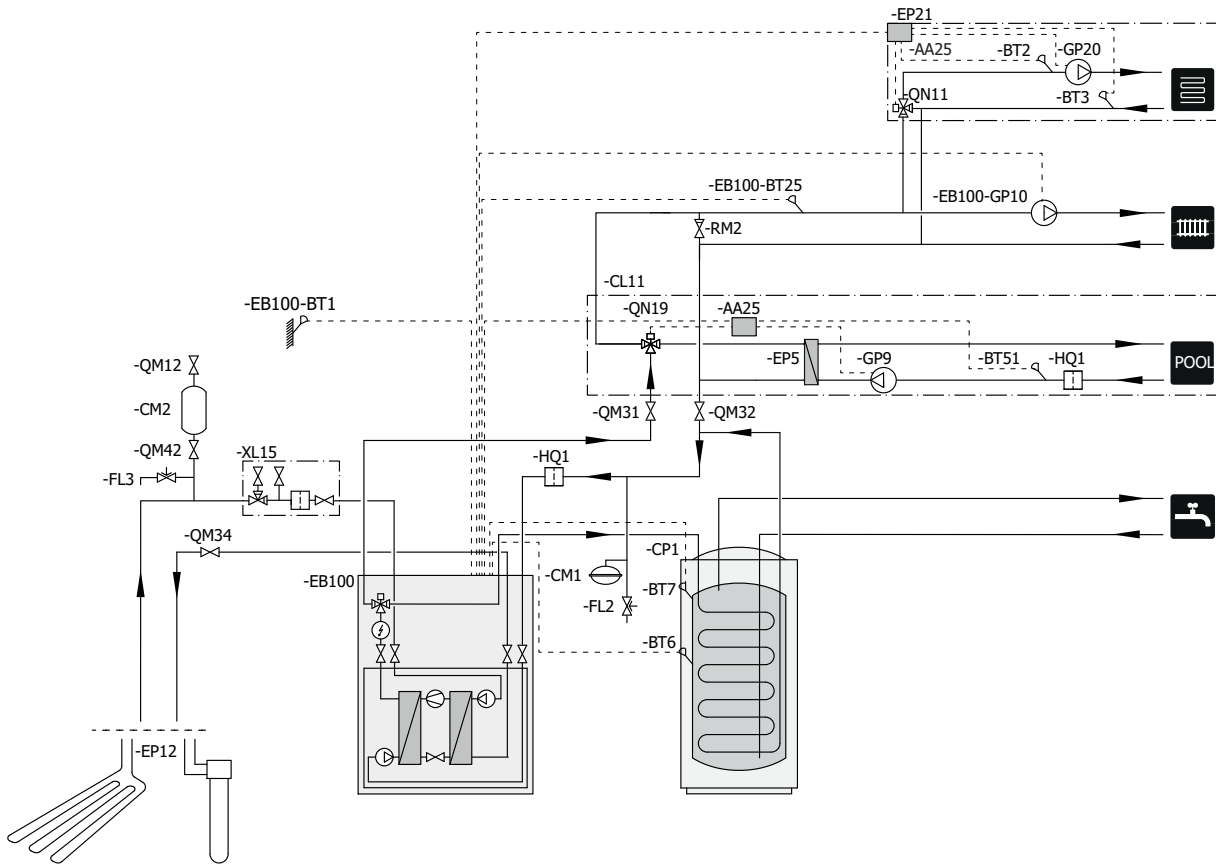 -EP21
-AA25
-BT2
-GP20
-QN11
-BT3
-EB100-BT25
-EB100-GP10
-RM2
-CL11
-EB100-BT1
-QN19
-AA25
-EP5
-GP9
-BT51
-HQ1
POOL
-QM12
-CM2
-QM42
-FL3
-XL15
-QM31
-QM32
-HQ1
-QM34
-EB100
-CP1
-CM1
-BT7
-FL2
-BT6
-EP12